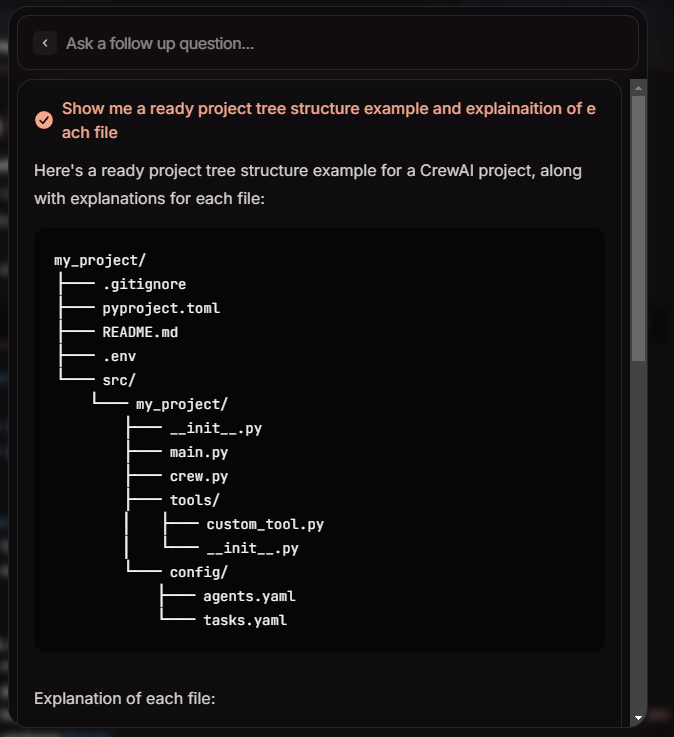 Ask a follow up question...
Show me a ready project tree structure example and explainaition of e
ach file
Here's a ready project tree structure example for a CrewAI project, along
with explanations for each file:
my_project/
├── .gitignore
├── pyproject.toml
├── README.md
├── .env
└── src/
    └── my_project/
        ├── __init__.py
        ├── main.py
        ├── crew.py
        ├── tools/
        │   ├── custom_tool.py
        │   └── __init__.py
        └── config/
            ├── agents.yaml
            └── tasks.yaml
Explanation of each file: